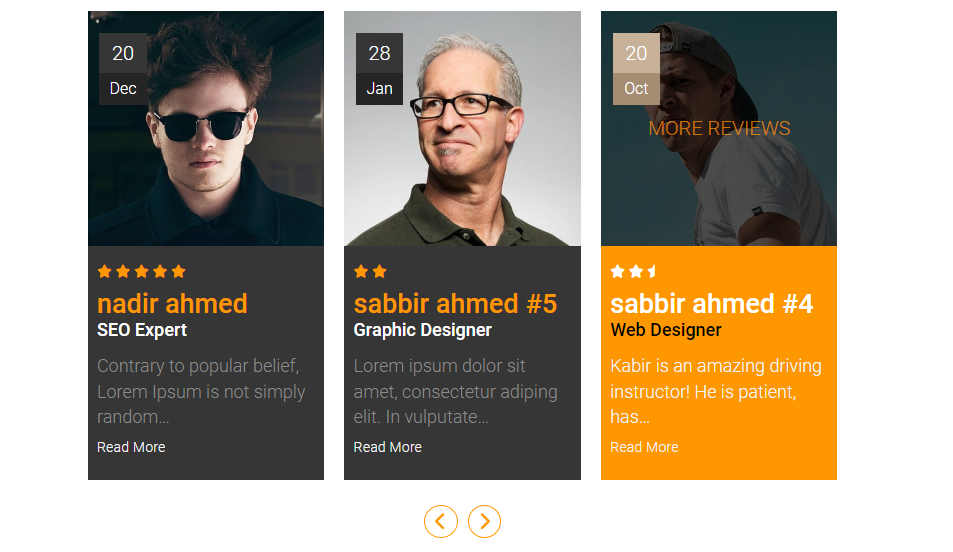 20
Dec
nadir ahmed
SEO Expert
Contrary to popular belief,
Lorem Ipsum is not simply
random...
Read More
28
Jan
sabbir ahmed #5
Graphic Designer
Lorem ipsum dolor sit
amet, consectetur adiping
elit. In vulputate...
Read More
20
Oct
MORE REVIEWS
sabbir ahmed #4
Web Designer
Kabir is an amazing driving
instructor! He is patient,
has...
Read More